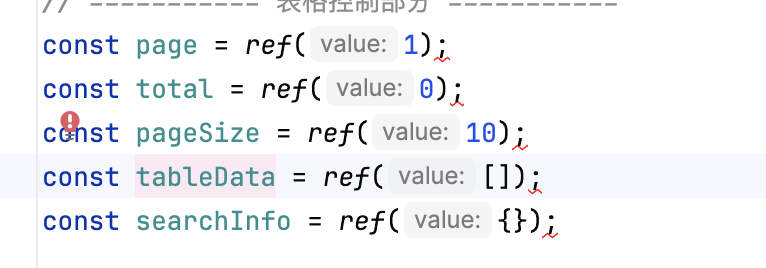 // ----------- 表格控制部分 -----------
const page = ref( value: 1);
const total = ref( value: 0);
const pageSize = ref( value: 10);
const tableData = ref( value: []);
const searchInfo = ref( value: {});